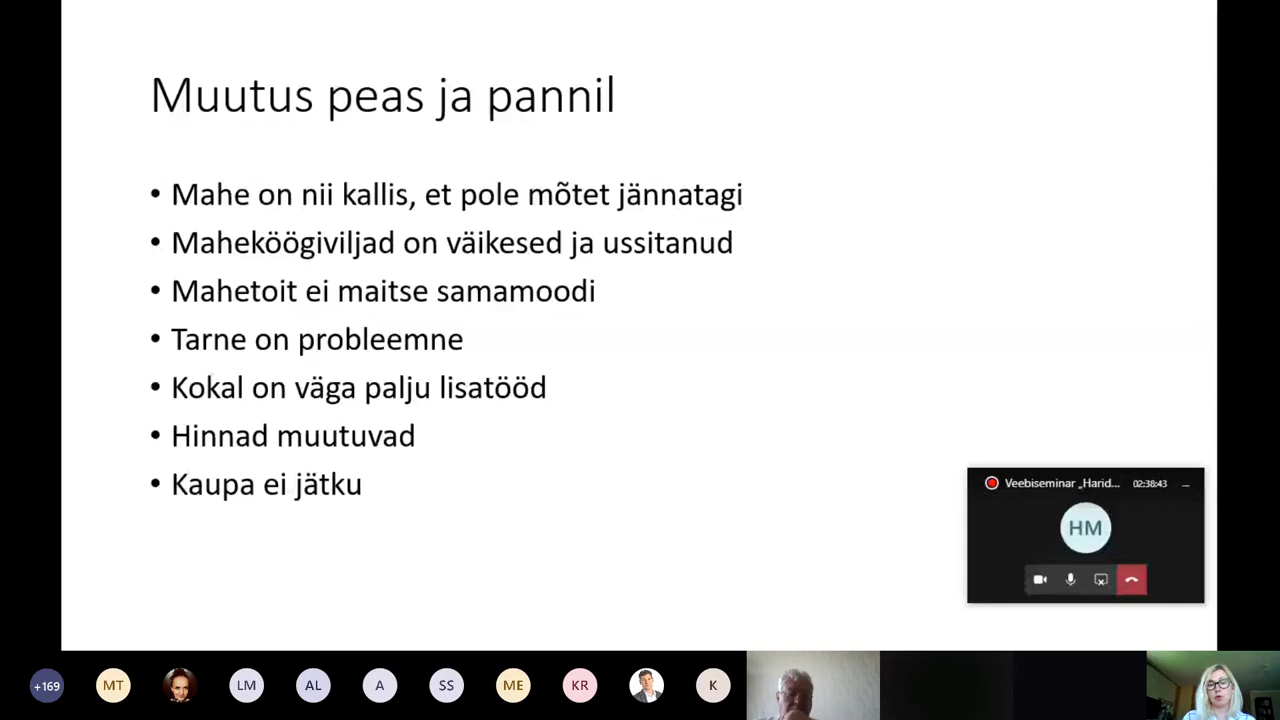 Muutus peas ja pannil
• Mahe on nii kallis, et pole mõtet jännatagi
• Maheköögiviljad on väikesed ja ussitanud
• Mahetoit ei maitse samamoodi
• Tarne on probleemne
• Kokal on väga palju lisatööd
• Hinnad muutuvad
• Kaupa ei jätku
Veebiseminar „Harid... 02:38:43
HM
+169 MT LM AL A SS ME KR K